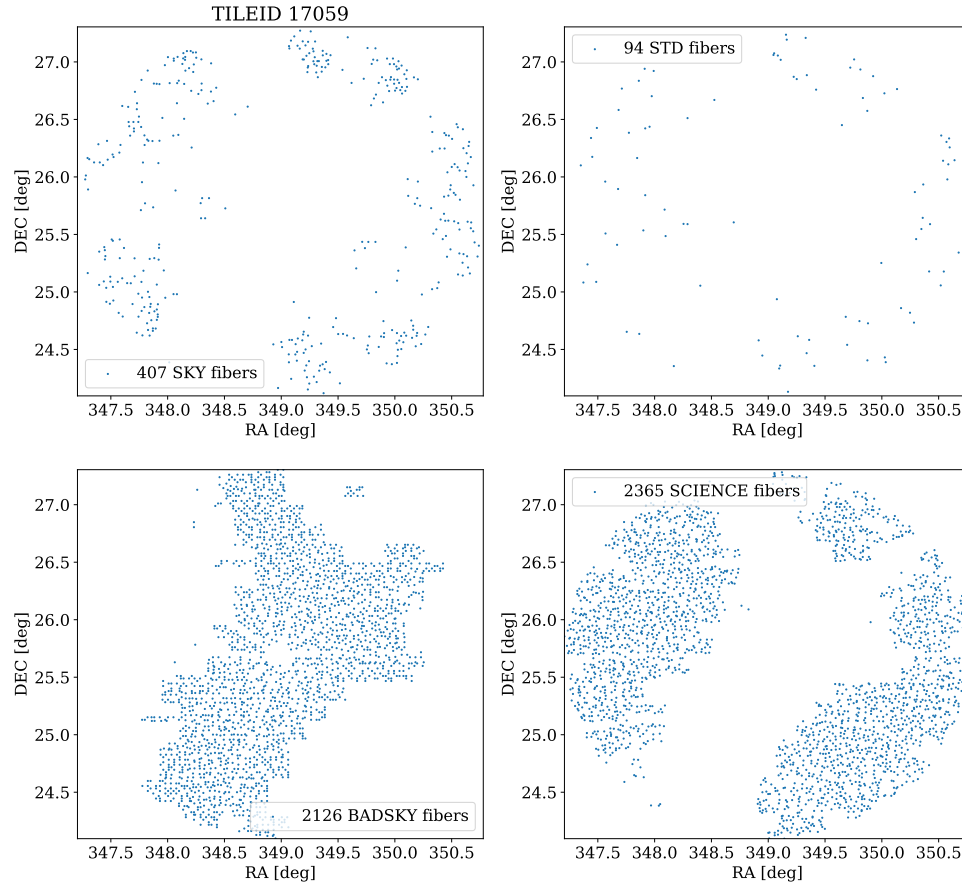 TILEID 17059
27.0
26.5
26.0
25.5
25.0
24.5
DEC [deg]
407 SKY fibers
347.5 348.0 348.5 349.0 349.5 350.0 350.5
RA [deg]
27.0
26.5
26.0
25.5
25.0
24.5
DEC [deg]
94 STD fibers
347.5 348.0 348.5 349.0 349.5 350.0 350.5
RA [deg]
27.0
26.5
26.0
25.5
25.0
24.5
DEC [deg]
2126 BADSKY fibers
347.5 348.0 348.5 349.0 349.5 350.0 350.5
RA [deg]
27.0
26.5
26.0
25.5
25.0
24.5
DEC [deg]
2365 SCIENCE fibers
347.5 348.0 348.5 349.0 349.5 350.0 350.5
RA [deg]